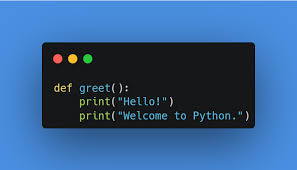 def greet():
    print("Hello!")
    print("Welcome to Python.")